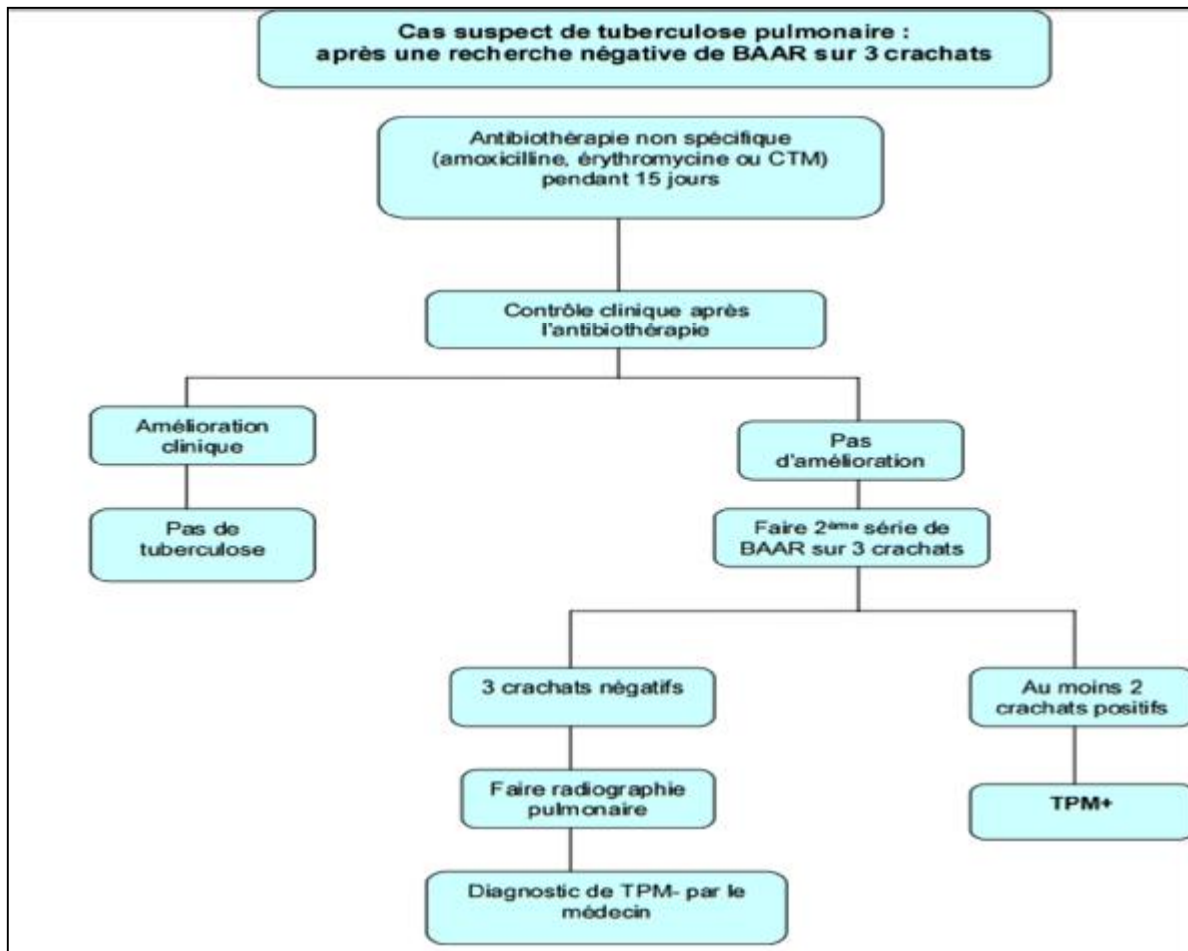 Cas suspect de tuberculose pulmonaire :
après une recherche négative de BAAR sur 3 crachats
Antibiothérapie non spécifique
(amoxicilline, érythromycine ou CTM)
pendant 15 jours
Contrôle clinique après
l'antibiothérapie
Amélioration
clinique
Pas
d'amélioration
Pas de
tuberculose
Faire 2ème série de
BAAR sur 3 crachats
3 crachats négatifs
Au moins 2
crachats positifs
Faire radiographie
pulmonaire
TPM+
Diagnostic de TPM- par le
médecin